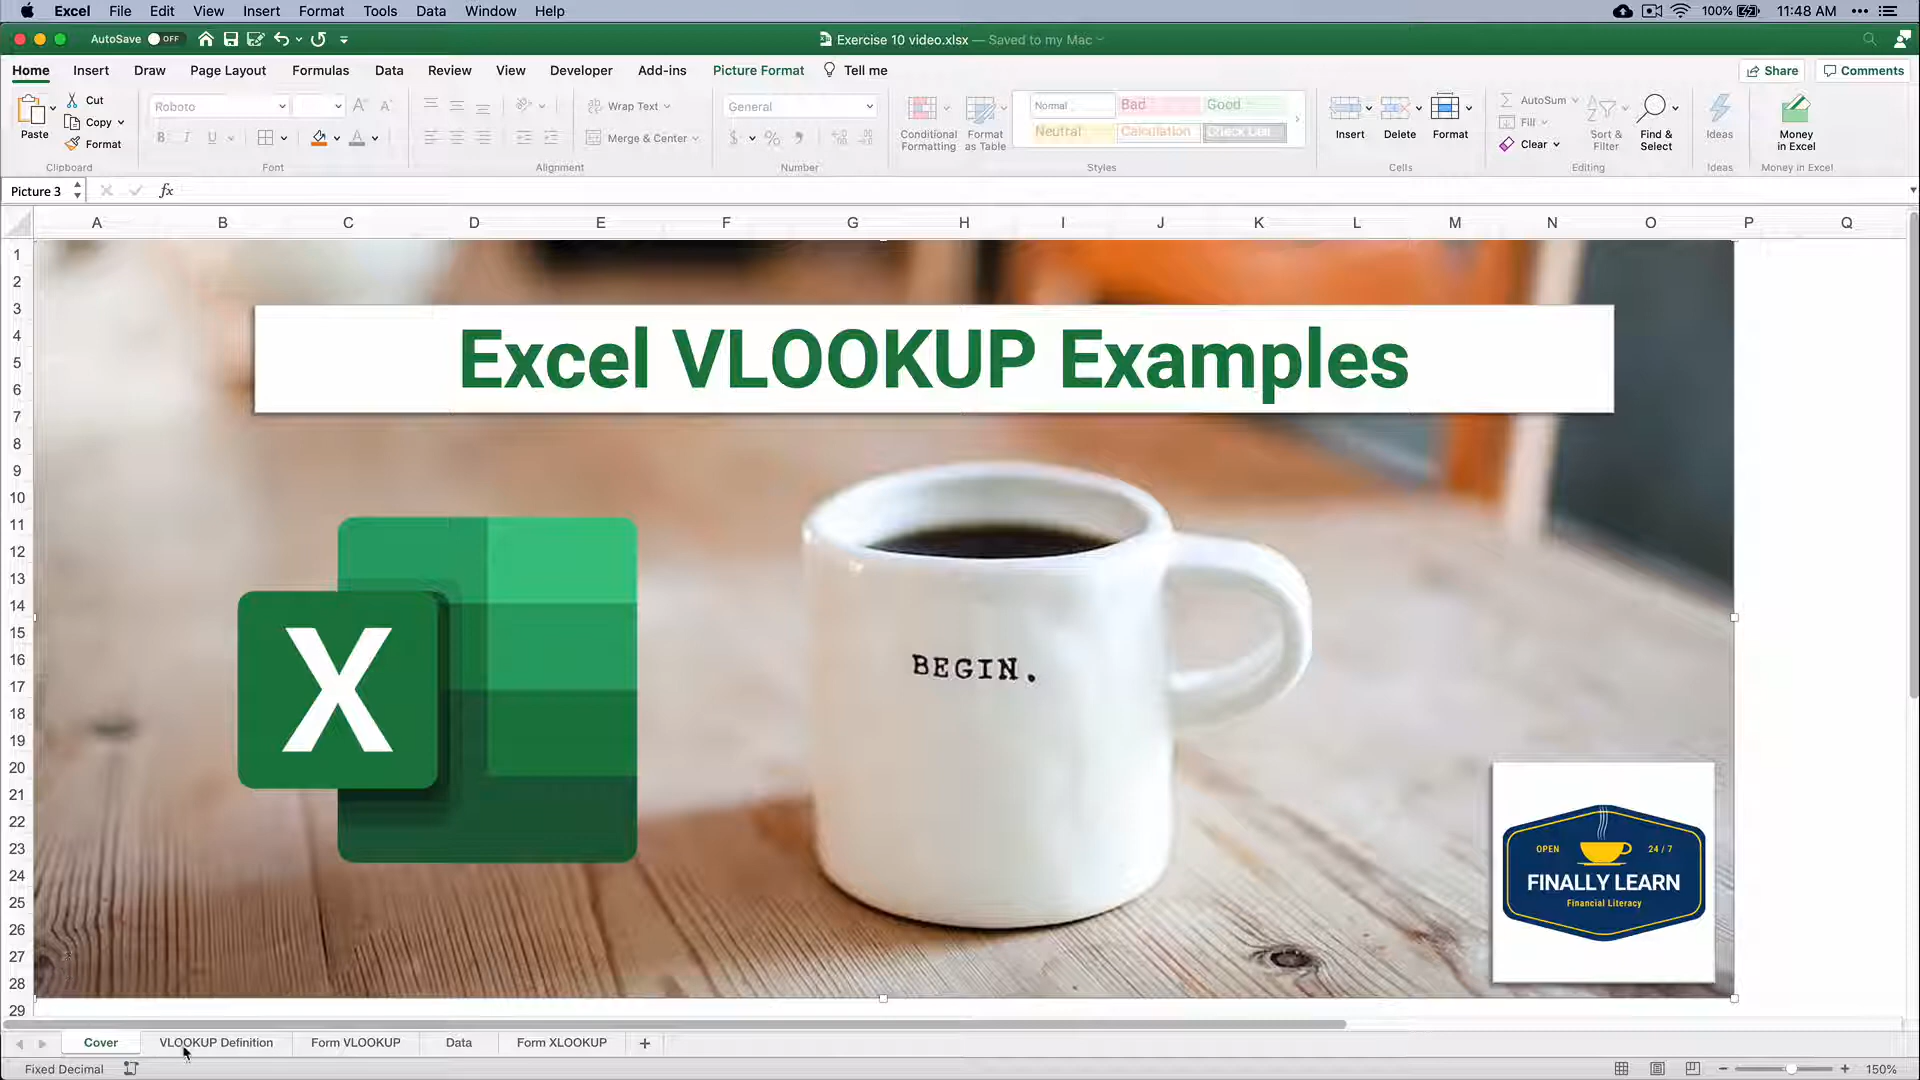 Excel File Edit View Insert Format Tools Data Window Help 100% 11:48 AM
AutoSave OFF Exercise 10 video.xlsx — Saved to my Mac
Home Insert Draw Page Layout Formulas Data Review View Developer Add-ins Picture Format Tell me Share Comments
Paste Cut Copy Format
Clipboard
Roboto
B I U A
Font
Wrap Text
Merge & Center
Alignment
General
$ % 
Number
Conditional Formatting
Format as Table
Normal Bad Good
Neutral Calculation Check Cell
Styles
Insert Delete Format
Cells
AutoSum
Fill
Clear
Sort & Filter
Find & Select
Editing
Ideas
Ideas
Money in Excel
Money in Excel
Picture 3 fx
A B C D E F G H I J K L M N O P Q
1
2
3
4
5
6
7
8
9
10
11
12
13
14
15
16
17
18
19
20
21
22
23
24
25
26
27
28
29
Excel VLOOKUP Examples
X
BEGIN.
OPEN 24 / 7
FINALLY LEARN
Financial Literacy
Cover VLOOKUP Definition Form VLOOKUP Data Form XLOOKUP +
Fixed Decimal 150%